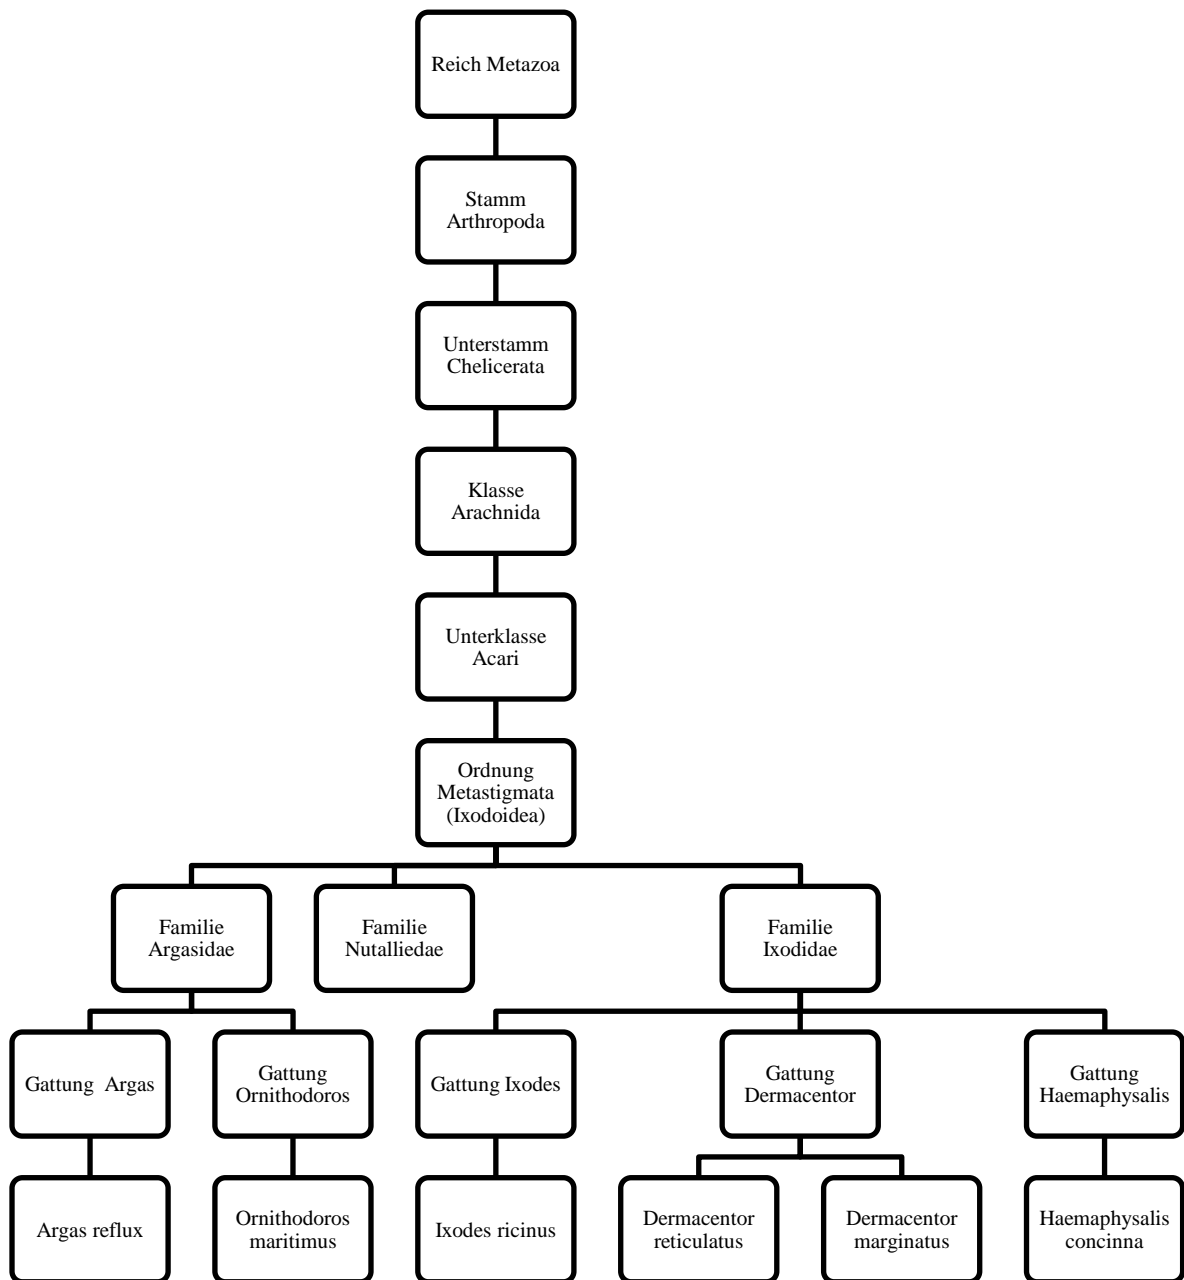 Reich Metazoa
Stamm
Arthropoda
Unterstamm
Chelicerata
Klasse
Arachnida
Unterklasse
Acari
Ordnung
Metastigmata
(Ixodoidea)
Familie
Argasidae
Familie
Nutalliedae
Familie
Ixodidae
Gattung  Argas
Gattung
Ornithodoros
Gattung Ixodes
Gattung
Dermacentor
Gattung
Haemaphysalis
Argas reflux
Ornithodoros
maritimus
Ixodes ricinus
Dermacentor
reticulatus
Dermacentor
marginatus
Haemaphysalis
concinna